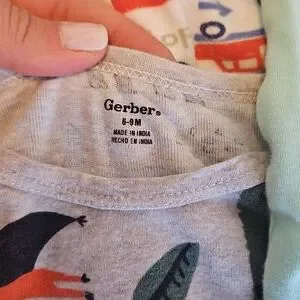 Gerber®
6-9M
MADE IN INDIA
HECHO EN INDIA